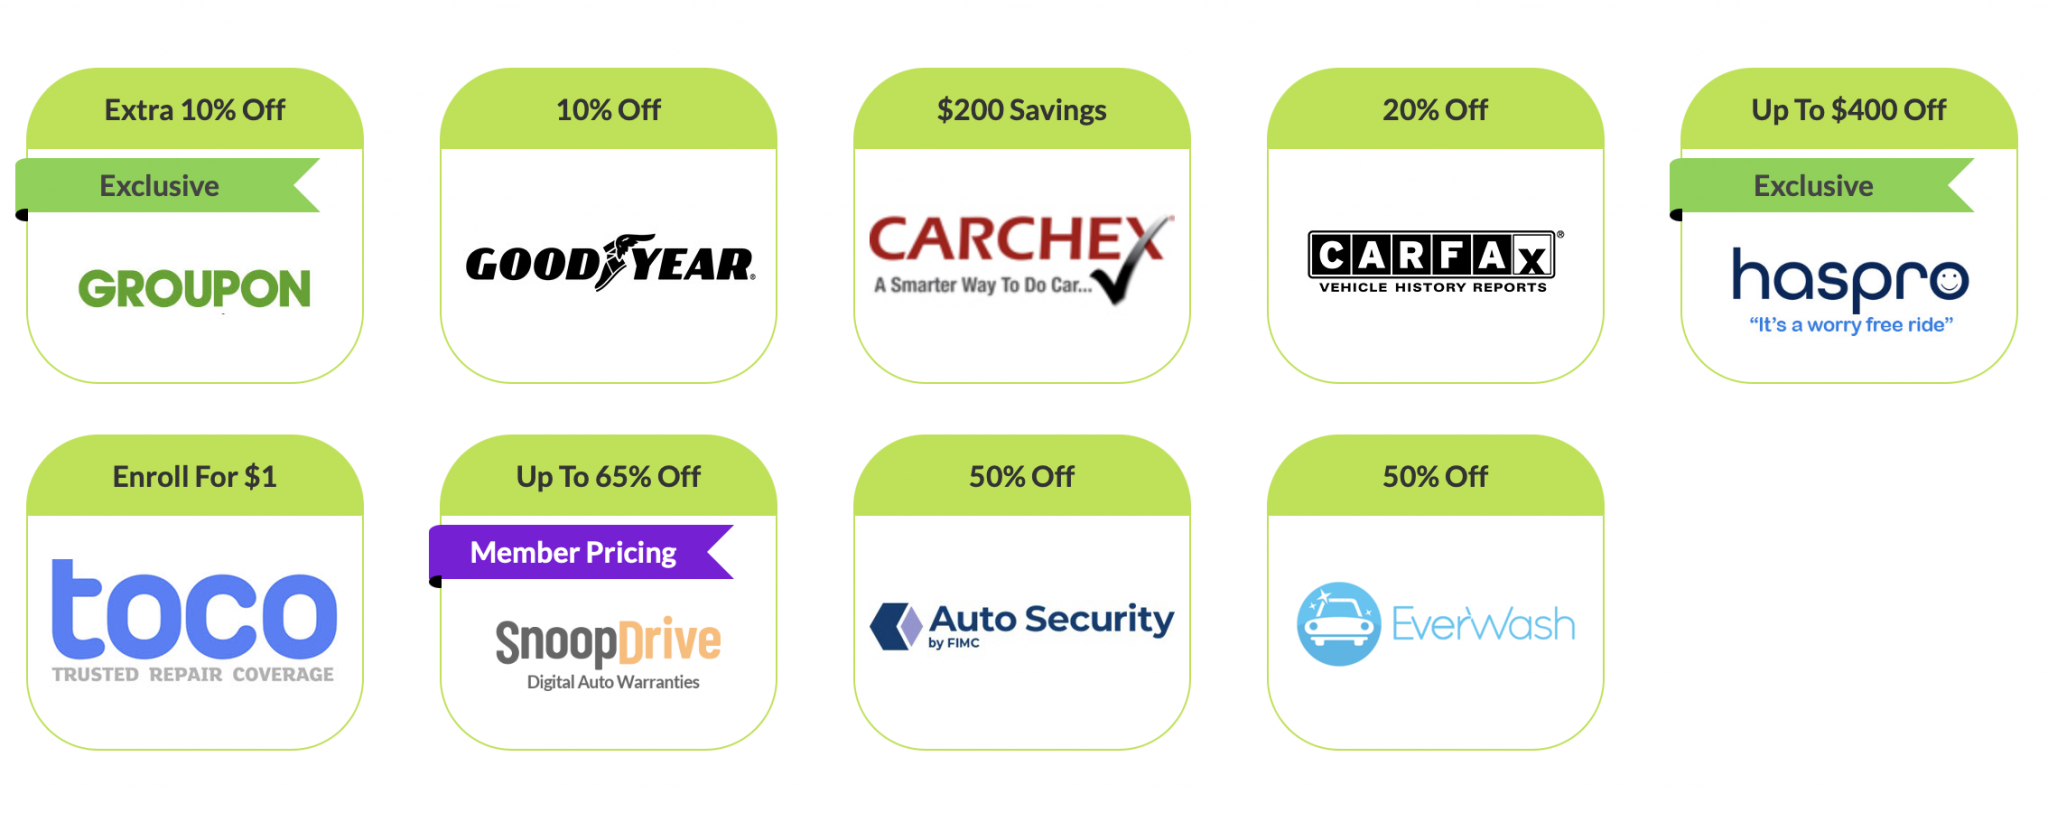 Extra 10% Off
Exclusive
GROUPON
10% Off
GOODYEAR
$200 Savings
CARCHEX
A Smarter Way To Do Car...
20% Off
CARFAX®
VEHICLE HISTORY REPORTS
Up To $400 Off
Exclusive
haspro
“It’s a worry free ride”
Enroll For $1
toco
TRUSTED REPAIR COVERAGE
Up To 65% Off
Member Pricing
SnoopDrive
Digital Auto Warranties
50% Off
Auto Security
by FIMC
50% Off
EverWash